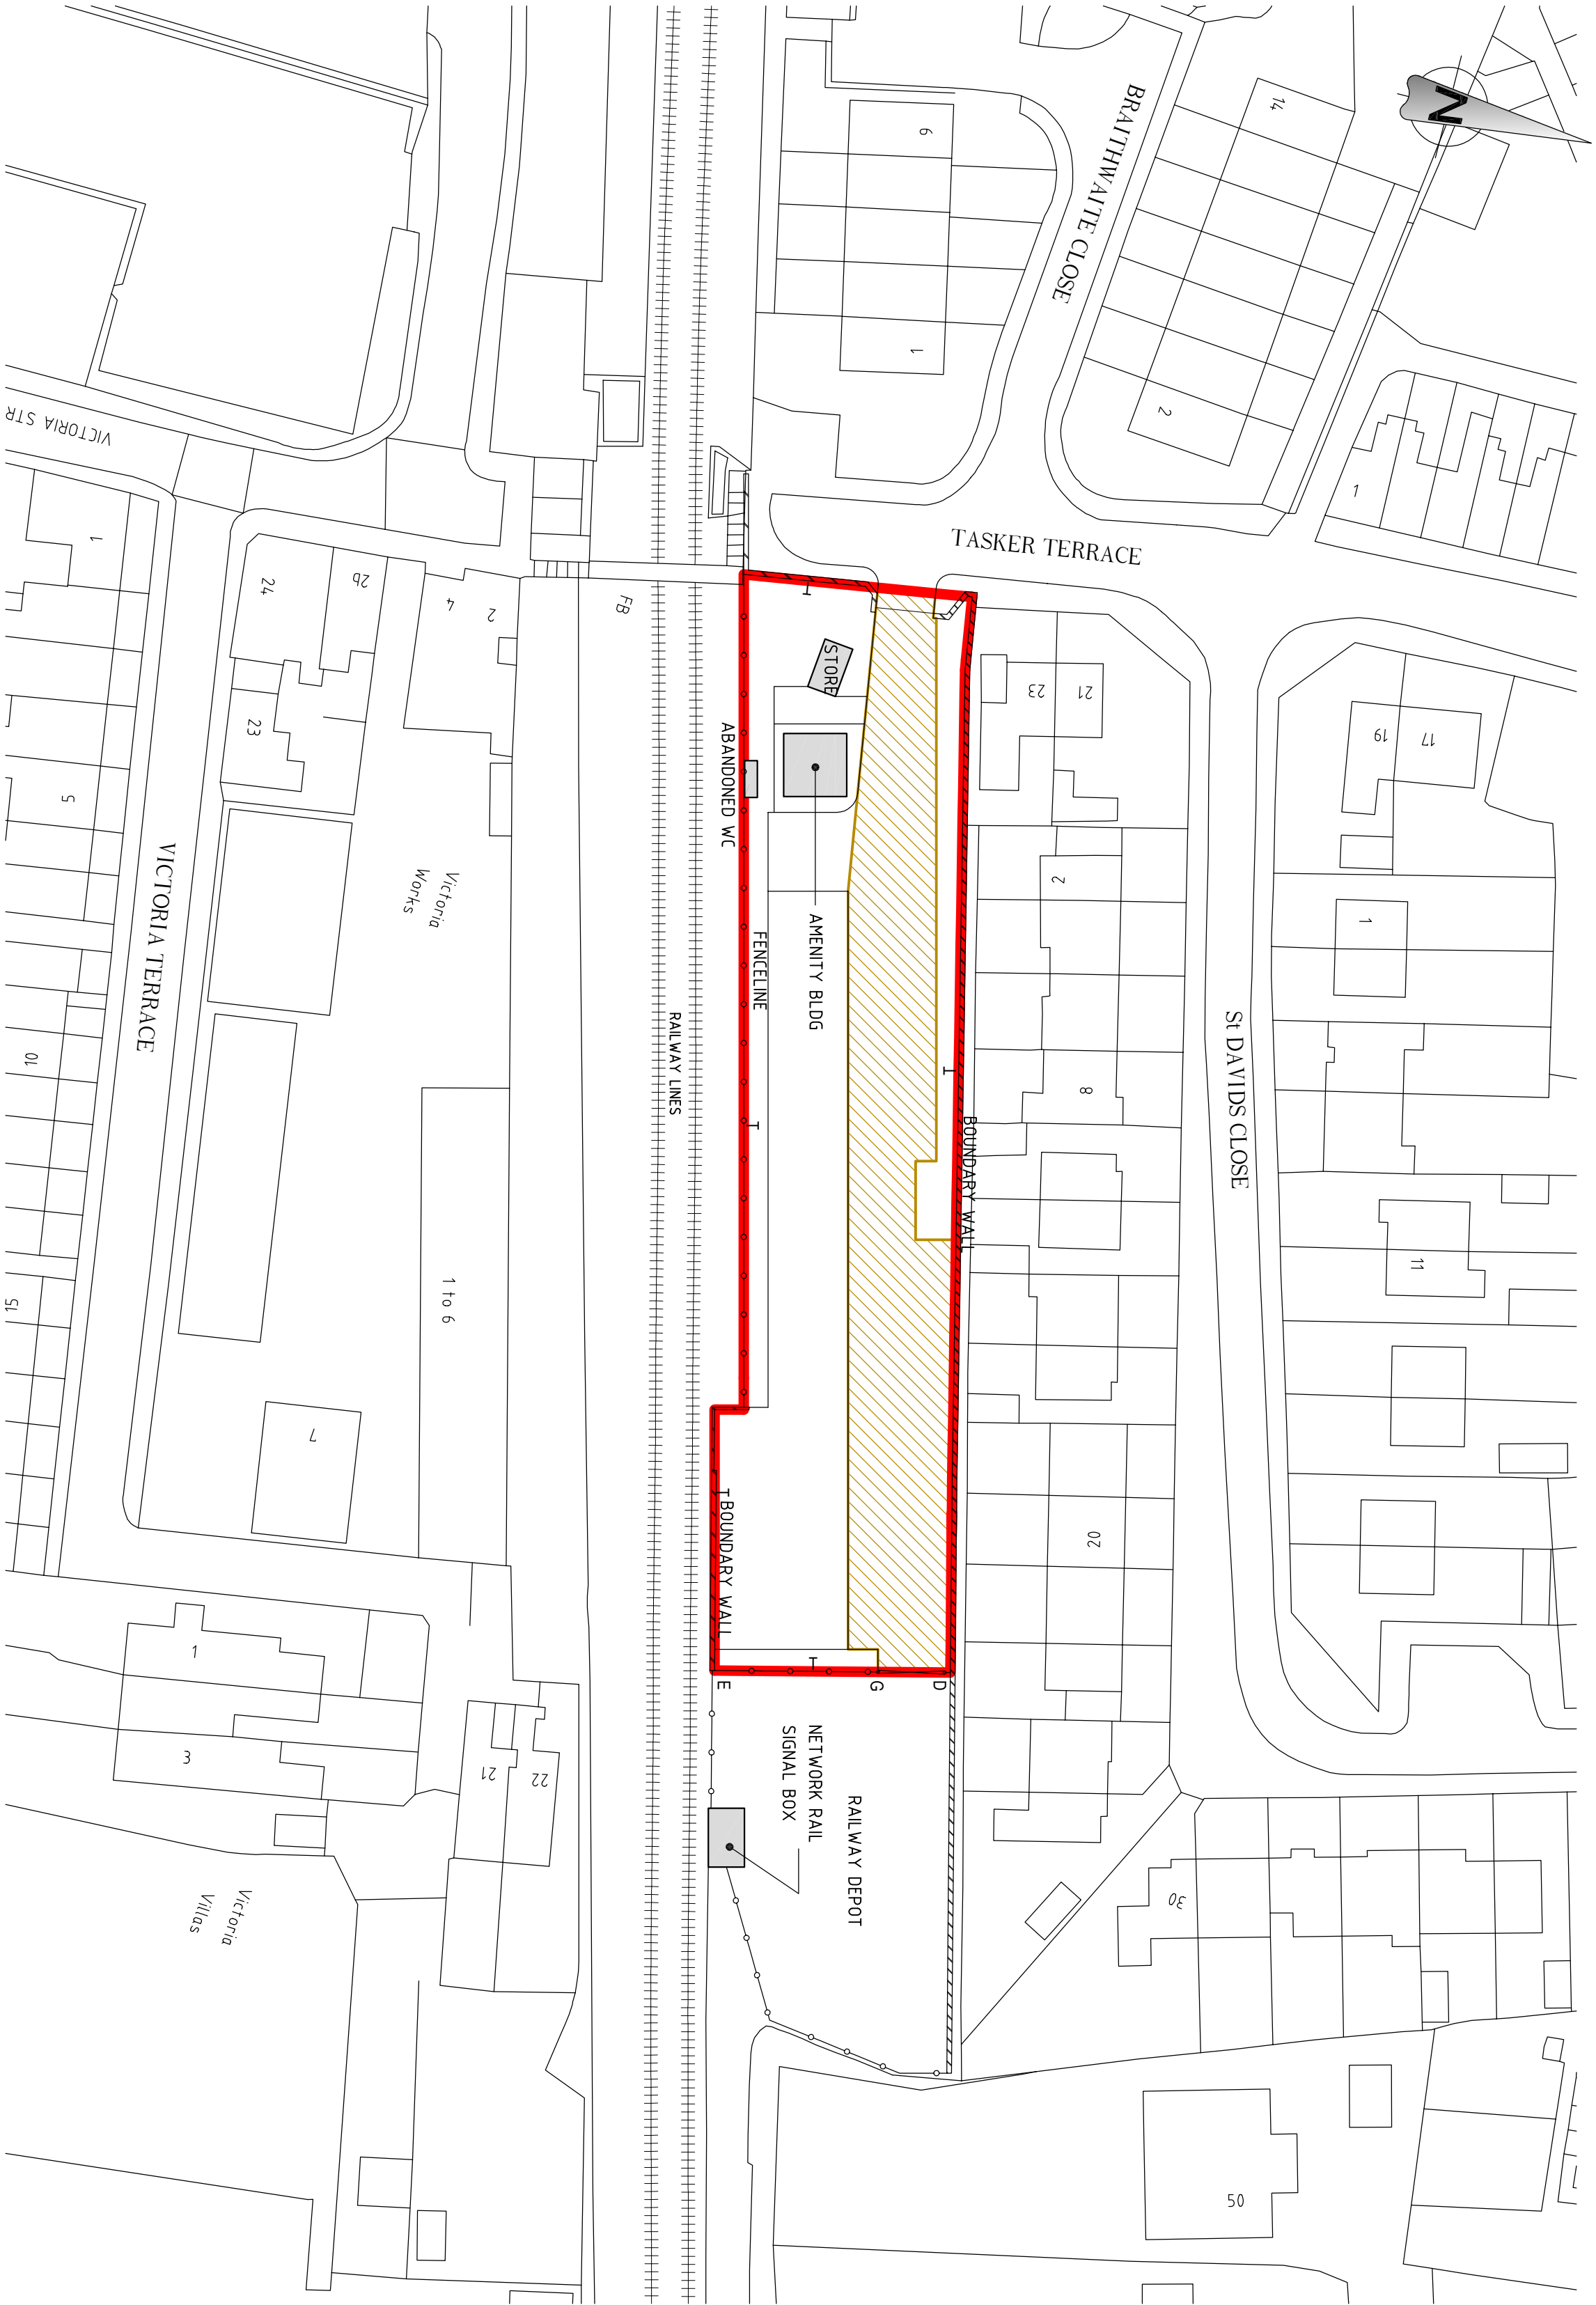 N
BRAITHWAITE CLOSE
14
9
1
2
1
VICTORIA STR
TASKER TERRACE
1
24
2b
4
2
FB
STORE
23
21
19
17
23
ABANDONED WC
5
VICTORIA TERRACE
Victoria
Works
AMENITY BLDG
FENCELINE
2
1
RAILWAY LINES
St DAVIDS CLOSE
10
8
BOUNDARY WALL
11
15
1 to 6
7
T
T
T
T
T
BOUNDARY WALL
20
E
G
D
1
3
21
22
NETWORK RAIL
SIGNAL BOX
RAILWAY DEPOT
30
Victoria
Villas
50